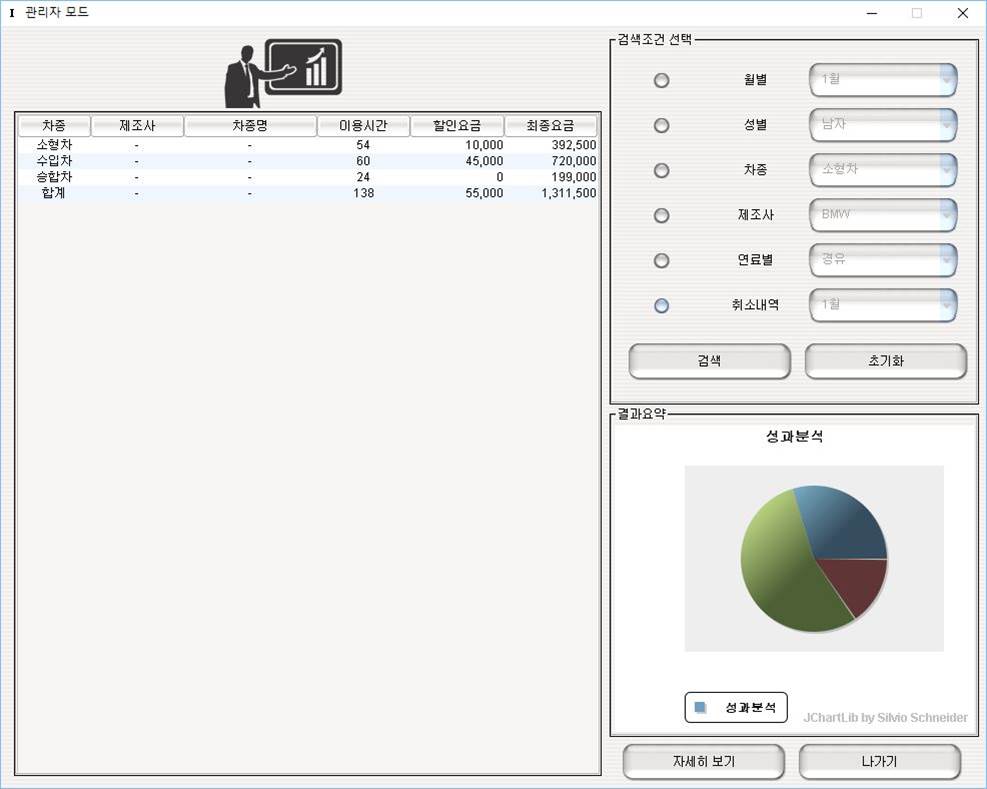 I 관리자 모드
차종 제조사 차종명 이용시간 할인요금 최종요금
소형차 - - 54 10,000 392,500
수입차 - - 60 45,000 720,000
승합차 - - 24 0 199,000
합계 - - 138 55,000 1,311,500
검색조건 선택
월별 1월
성별 남자
차종 소형차
제조사 BMW
연료별 경유
취소내역 1월
검색 초기화
결과요약
성과분석
성과분석
JChartLib by Silvio Schneider
자세히 보기 나가기